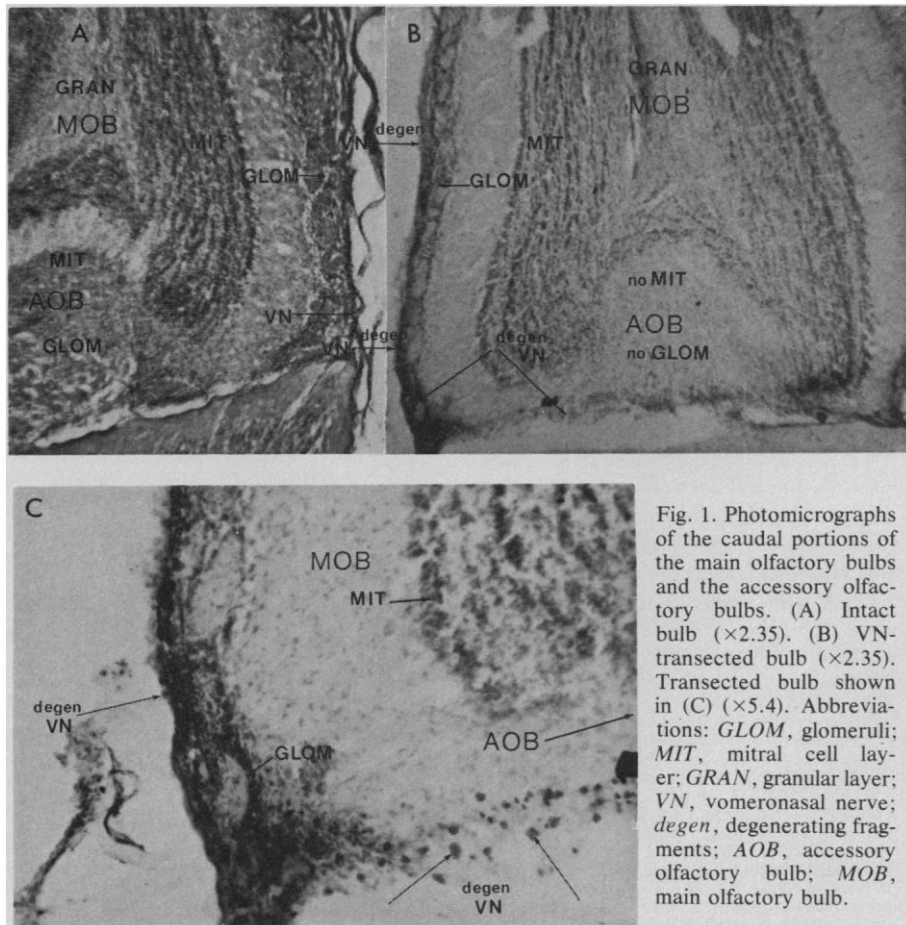 A
GRAN
MOB
MIT
GLOM
MIT
AOB
GLOM
VN
B
VN degen
GLOM
MIT
GRAN
MOB
no MIT
AOB
no GLOM
VN degen
degen
VN
C
MOB
MIT
degen
VN
GLOM
AOB
degen
VN
Fig. 1. Photomicrographs
of the caudal portions of
the main olfactory bulbs
and the accessory olfac-
tory bulbs. (A) Intact
bulb (×2.35). (B) VN-
transected bulb (×2.35).
Transected bulb shown
in (C) (×5.4). Abbrevia-
tions: GLOM, glomeruli;
MIT, mitral cell lay-
er; GRAN, granular layer;
VN, vomeronasal nerve;
degen, degenerating frag-
ments; AOB, accessory
olfactory bulb; MOB,
main olfactory bulb.